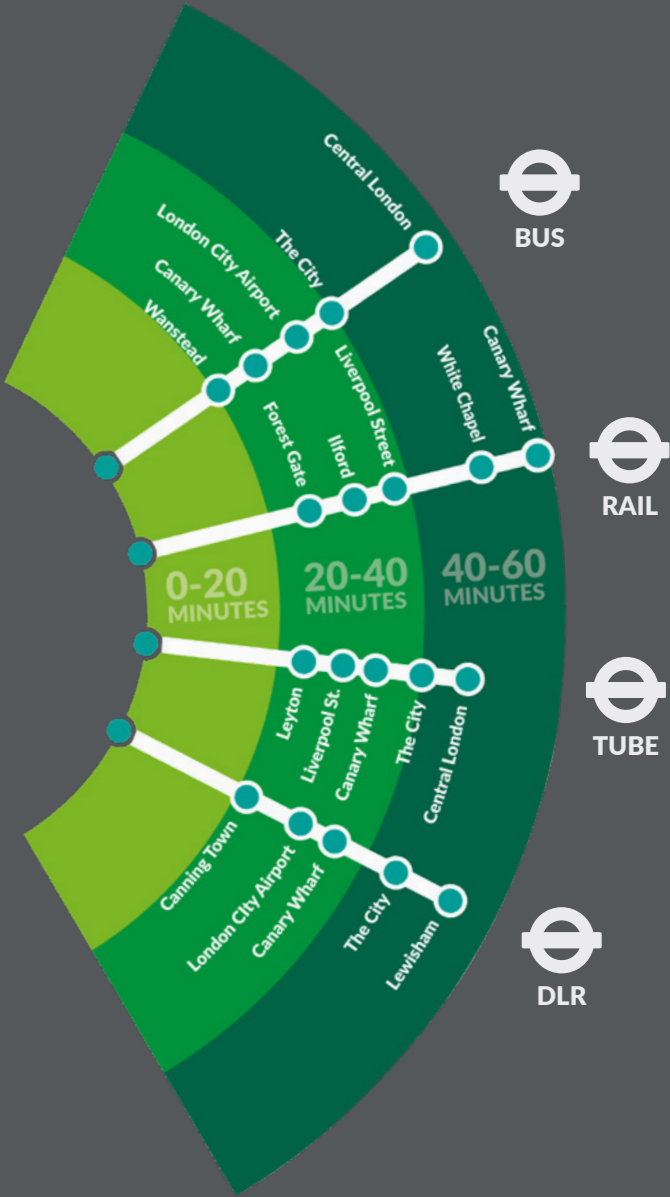 Central London
The City
London City Airport
Canary Wharf
Wanstead
BUS
Canary Wharf
White Chapel
Liverpool Street
Ilford
Forest Gate
RAIL
0-20
MINUTES
20-40
MINUTES
40-60
MINUTES
Leyton
Liverpool St.
Canary Wharf
The City
Central London
TUBE
Canning Town
London City Airport
Canary Wharf
The City
Lewisham
DLR